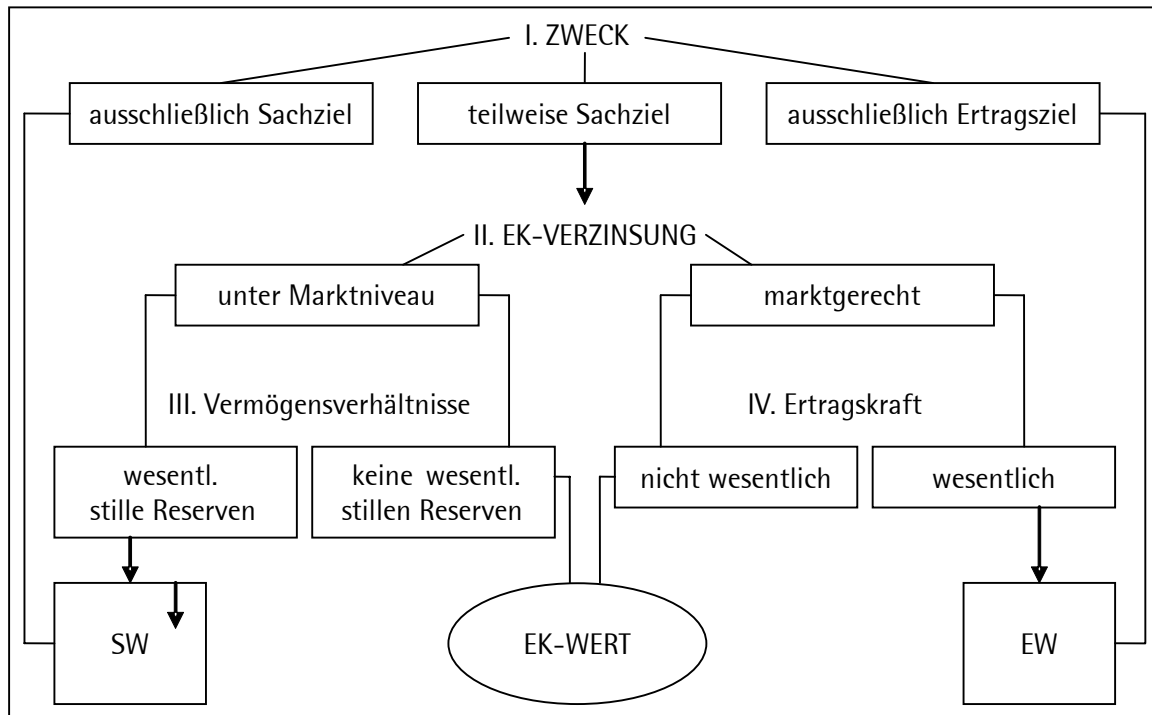 I. ZWECK
ausschließlich Sachziel
teilweise Sachziel
ausschließlich Ertragsziel
II. EK-VERZINSUNG
unter Marktniveau
marktgerecht
III. Vermögensverhältnisse
IV. Ertragskraft
wesentl.
stille Reserven
keine wesentl.
stillen Reserven
nicht wesentlich
wesentlich
SW
EK-WERT
EW